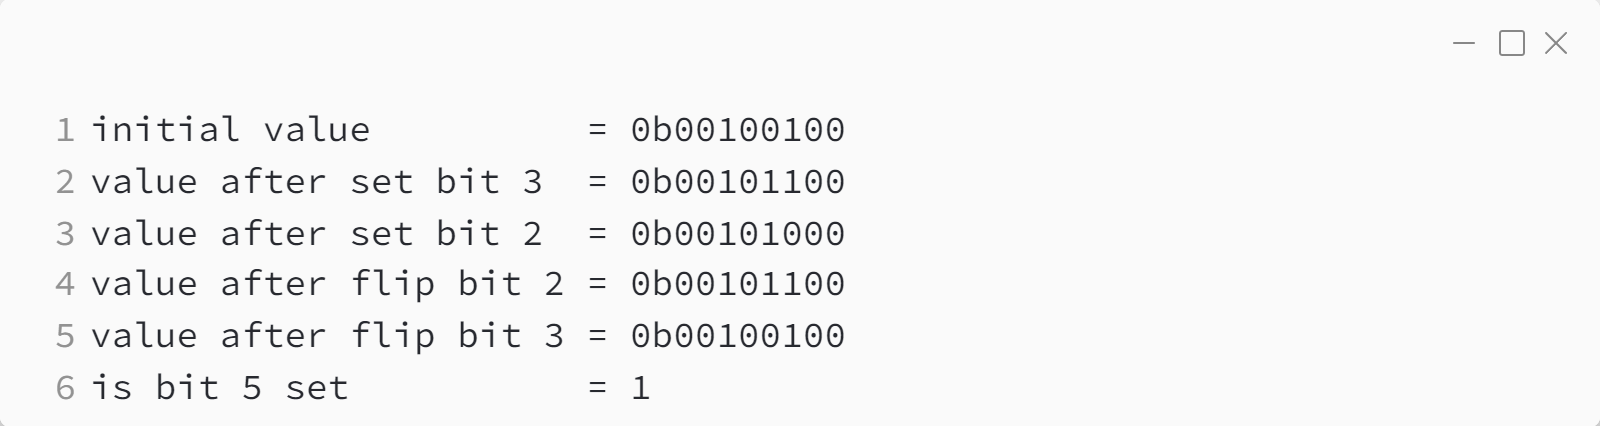 1 initial value          = 0b00100100
2 value after set bit 3  = 0b00101100
3 value after set bit 2  = 0b00101000
4 value after flip bit 2 = 0b00101100
5 value after flip bit 3 = 0b00100100
6 is bit 5 set           = 1